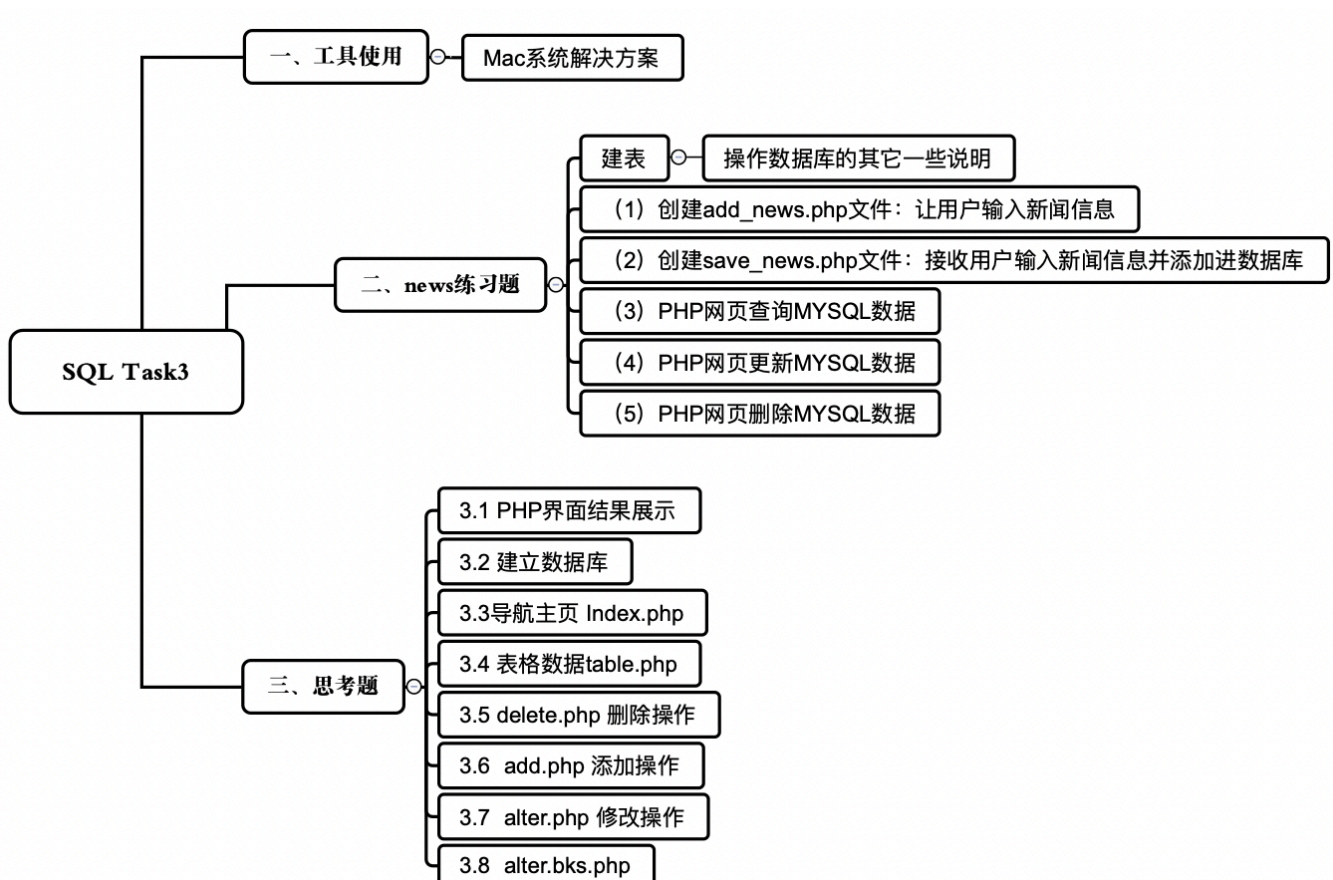 SQL Task3
一、工具使用
Mac系统解决方案
二、news练习题
建表
操作数据库的其它一些说明
（1）创建add_news.php文件：让用户输入新闻信息
（2）创建save_news.php文件：接收用户输入新闻信息并添加进数据库
（3）PHP网页查询MYSQL数据
（4）PHP网页更新MYSQL数据
（5）PHP网页删除MYSQL数据
三、思考题
3.1 PHP界面结果展示
3.2 建立数据库
3.3导航主页 Index.php
3.4 表格数据table.php
3.5 delete.php 删除操作
3.6  add.php 添加操作
3.7  alter.php 修改操作
3.8  alter.bks.php